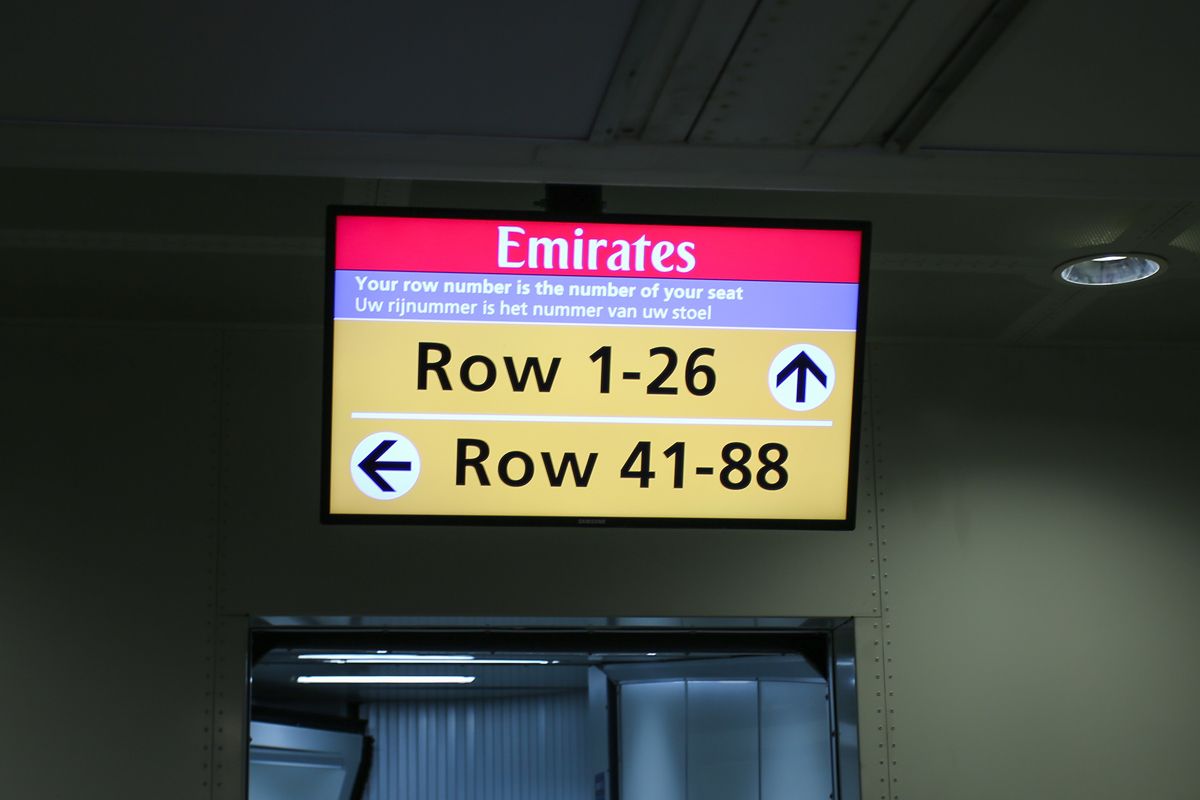 Emirates
Your row number is the number of your seat
Uw rijnummer is het nummer van uw stoel
Row 1-26
Row 41-88
SAMSUNG